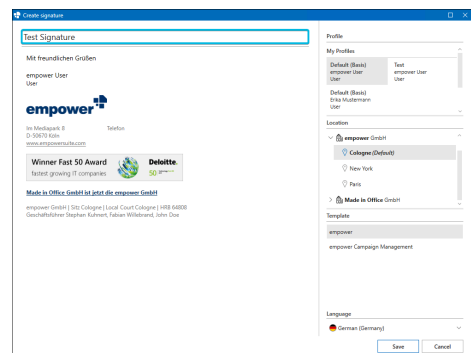 Create signature
Test Signature
Mit freundlichen Grüßen
empower User
User
empower
Im Mediapark 8 Telefon
D-50670 Köln
www.empowersuite.com
Winner Fast 50 Award
fastest growing IT companies
Deloitte.
50
Made in Office GmbH ist jetzt die empower GmbH
empower GmbH | Sitz Cologne | Local Court Cologne | HRB 64808
Geschäftsführer Stephan Kuhnert, Fabian Willebrand, John Doe
Profile
My Profiles
Default (Basis)
empower User
User
Test
empower User
User
Default (Basis)
Erika Mustermann
User
Location
empower GmbH
Cologne (Default)
New York
Paris
Made in Office GmbH
Template
empower
empower Campaign Management
Language
German (Germany)
Save Cancel